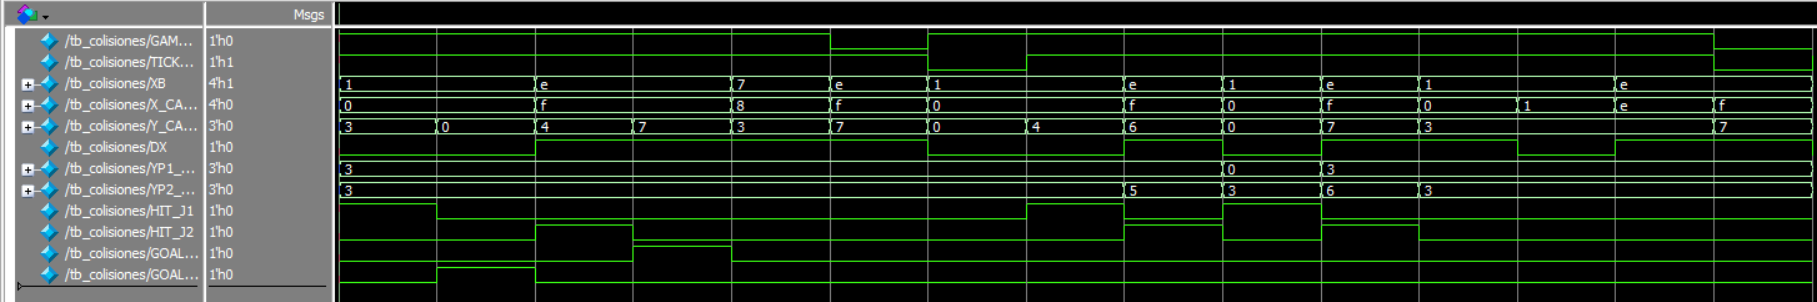 Msgs
/tb_colisiones/GAM... 1'h0
/tb_colisiones/TICK... 1'h1
/tb_colisiones/XB 4'h1 1 e 7 e 1 e 1 e 1 e
/tb_colisiones/X_CA... 4'h0 0 f 8 f 0 f 0 f 0 1 e f
/tb_colisiones/Y_CA... 3'h0 3 0 4 7 3 7 0 4 6 0 7 3 7
/tb_colisiones/DX 1'h0
/tb_colisiones/YP1_... 3'h0 3 0 3
/tb_colisiones/YP2_... 3'h0 3 5 3 6 3
/tb_colisiones/HIT_J1 1'h0
/tb_colisiones/HIT_J2 1'h0
/tb_colisiones/GOAL... 1'h0
/tb_colisiones/GOAL... 1'h0